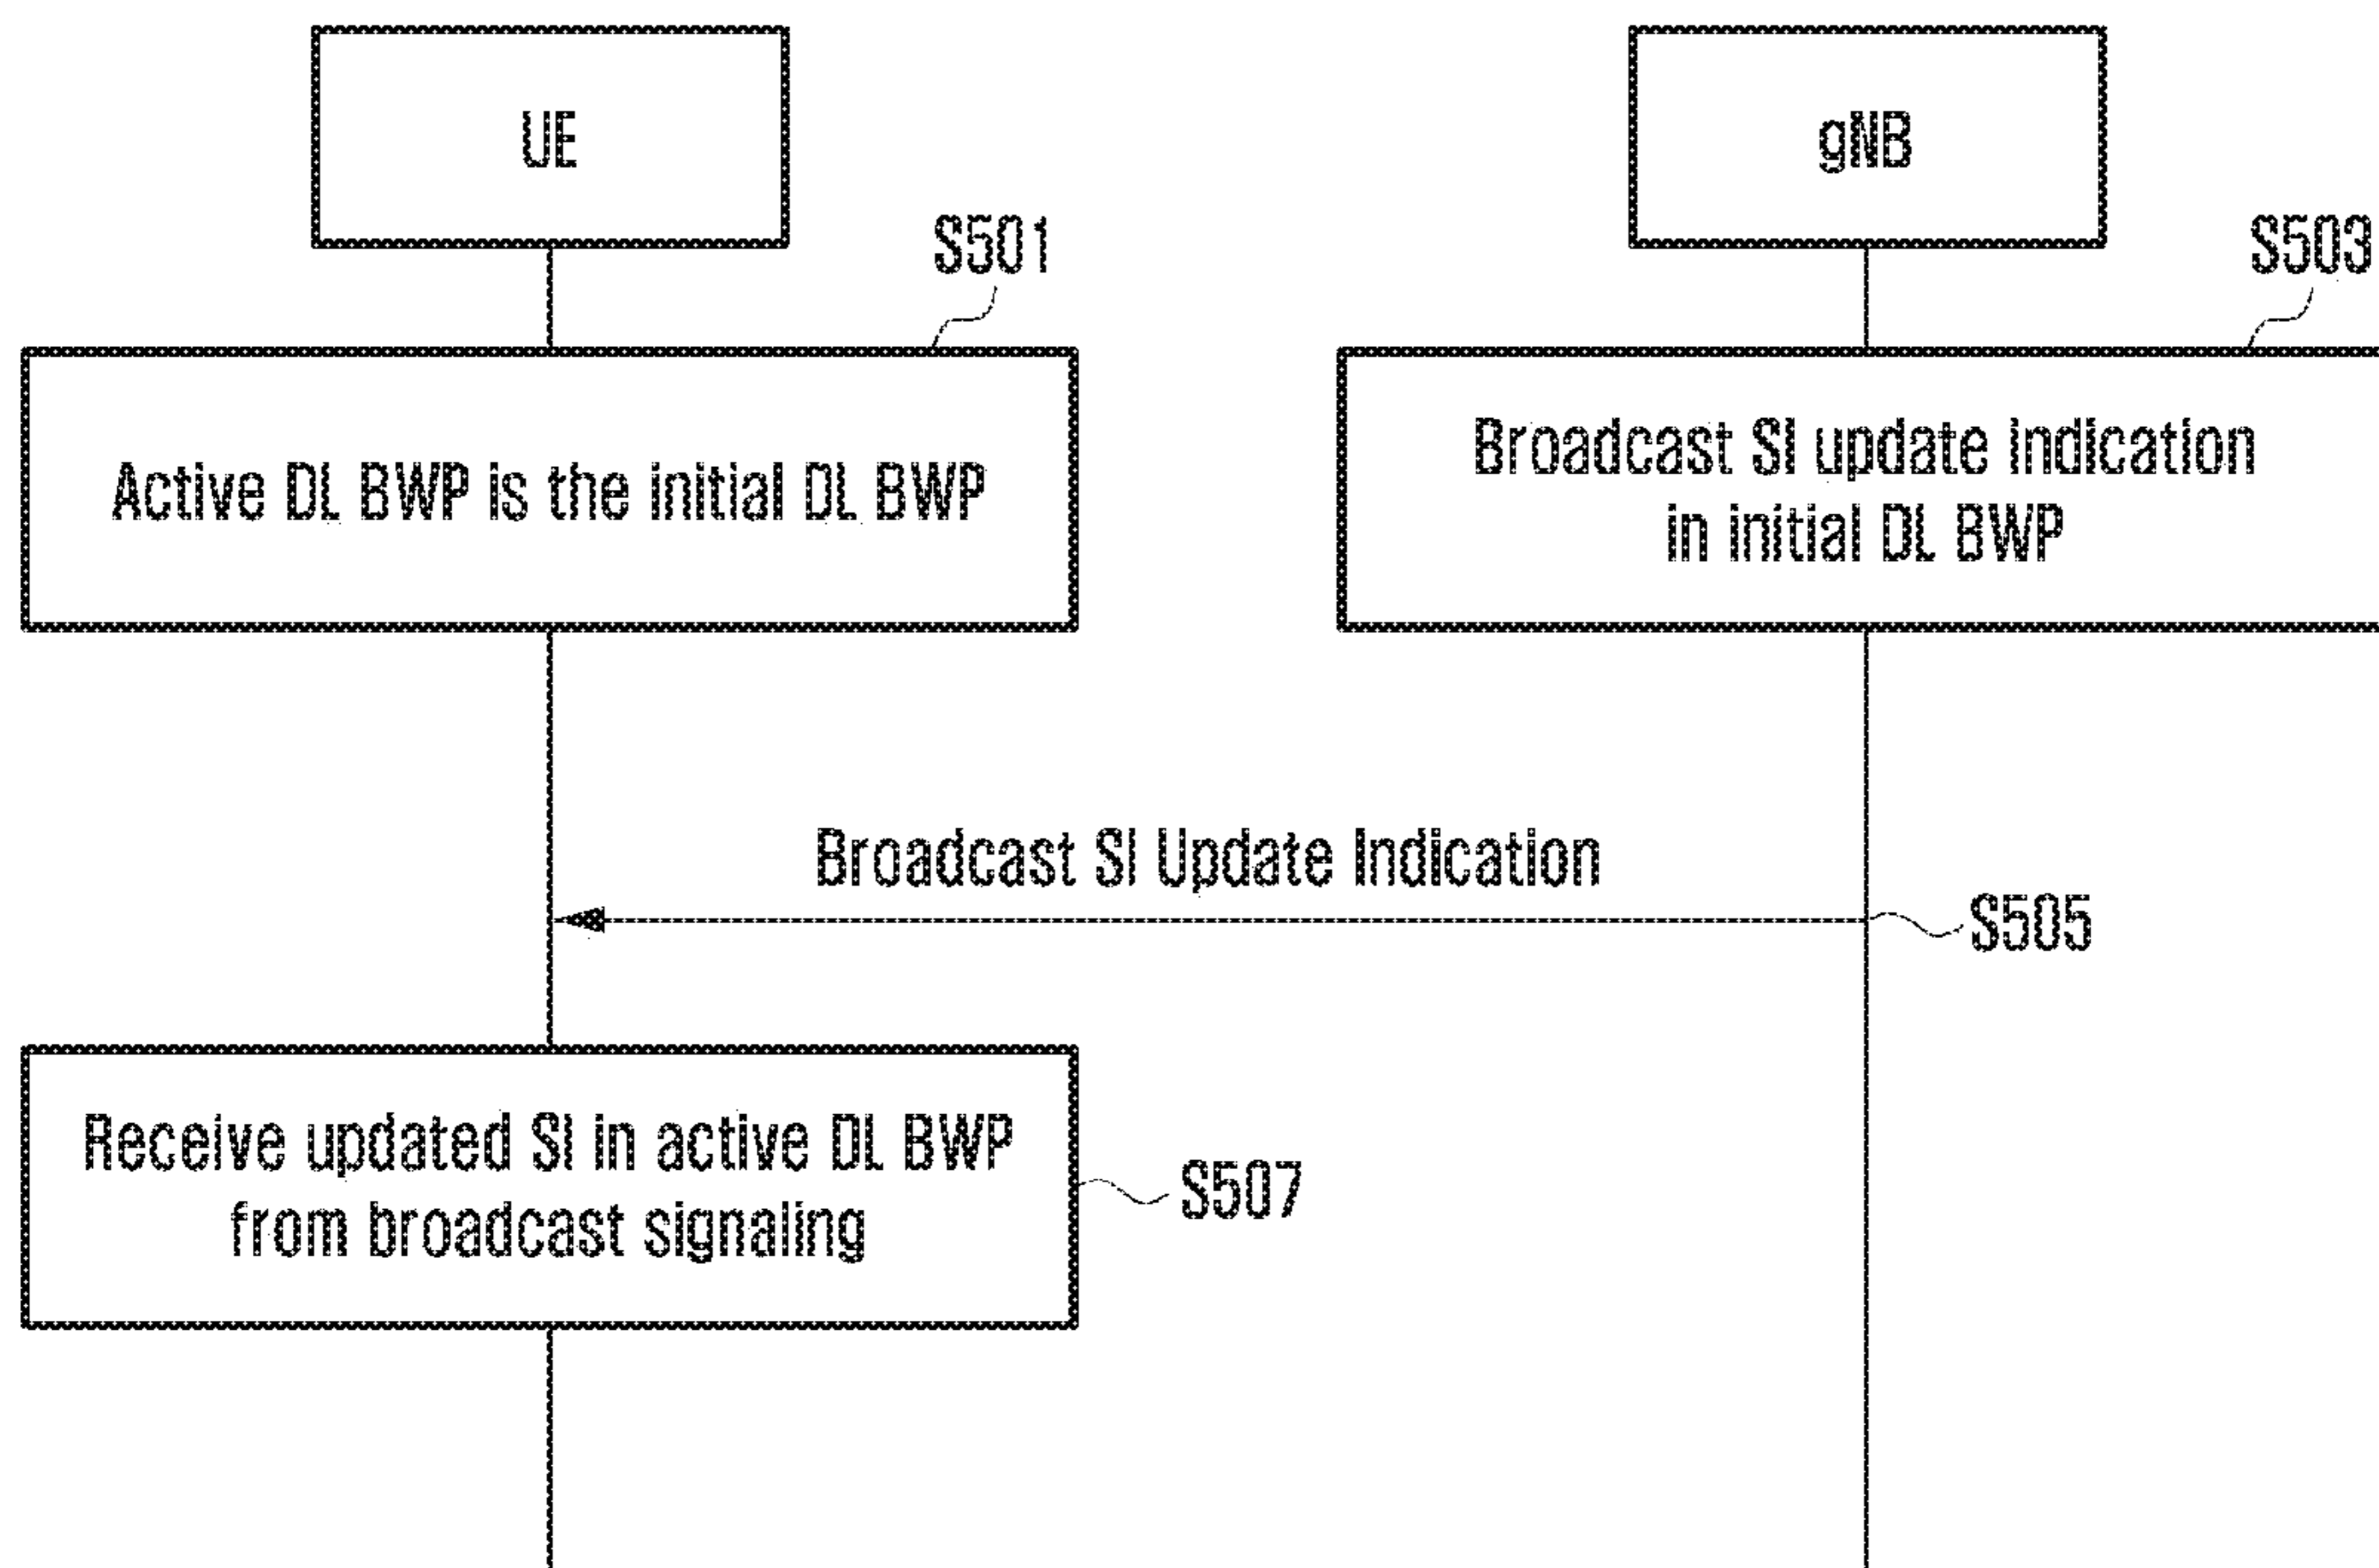 UE
gNB
S501
S503
Active DL BWP is the initial DL BWP
Broadcast SI update indication
in initial DL BWP
Broadcast SI Update Indication
S505
Receive updated SI in active DL BWP
from broadcast signaling
S507